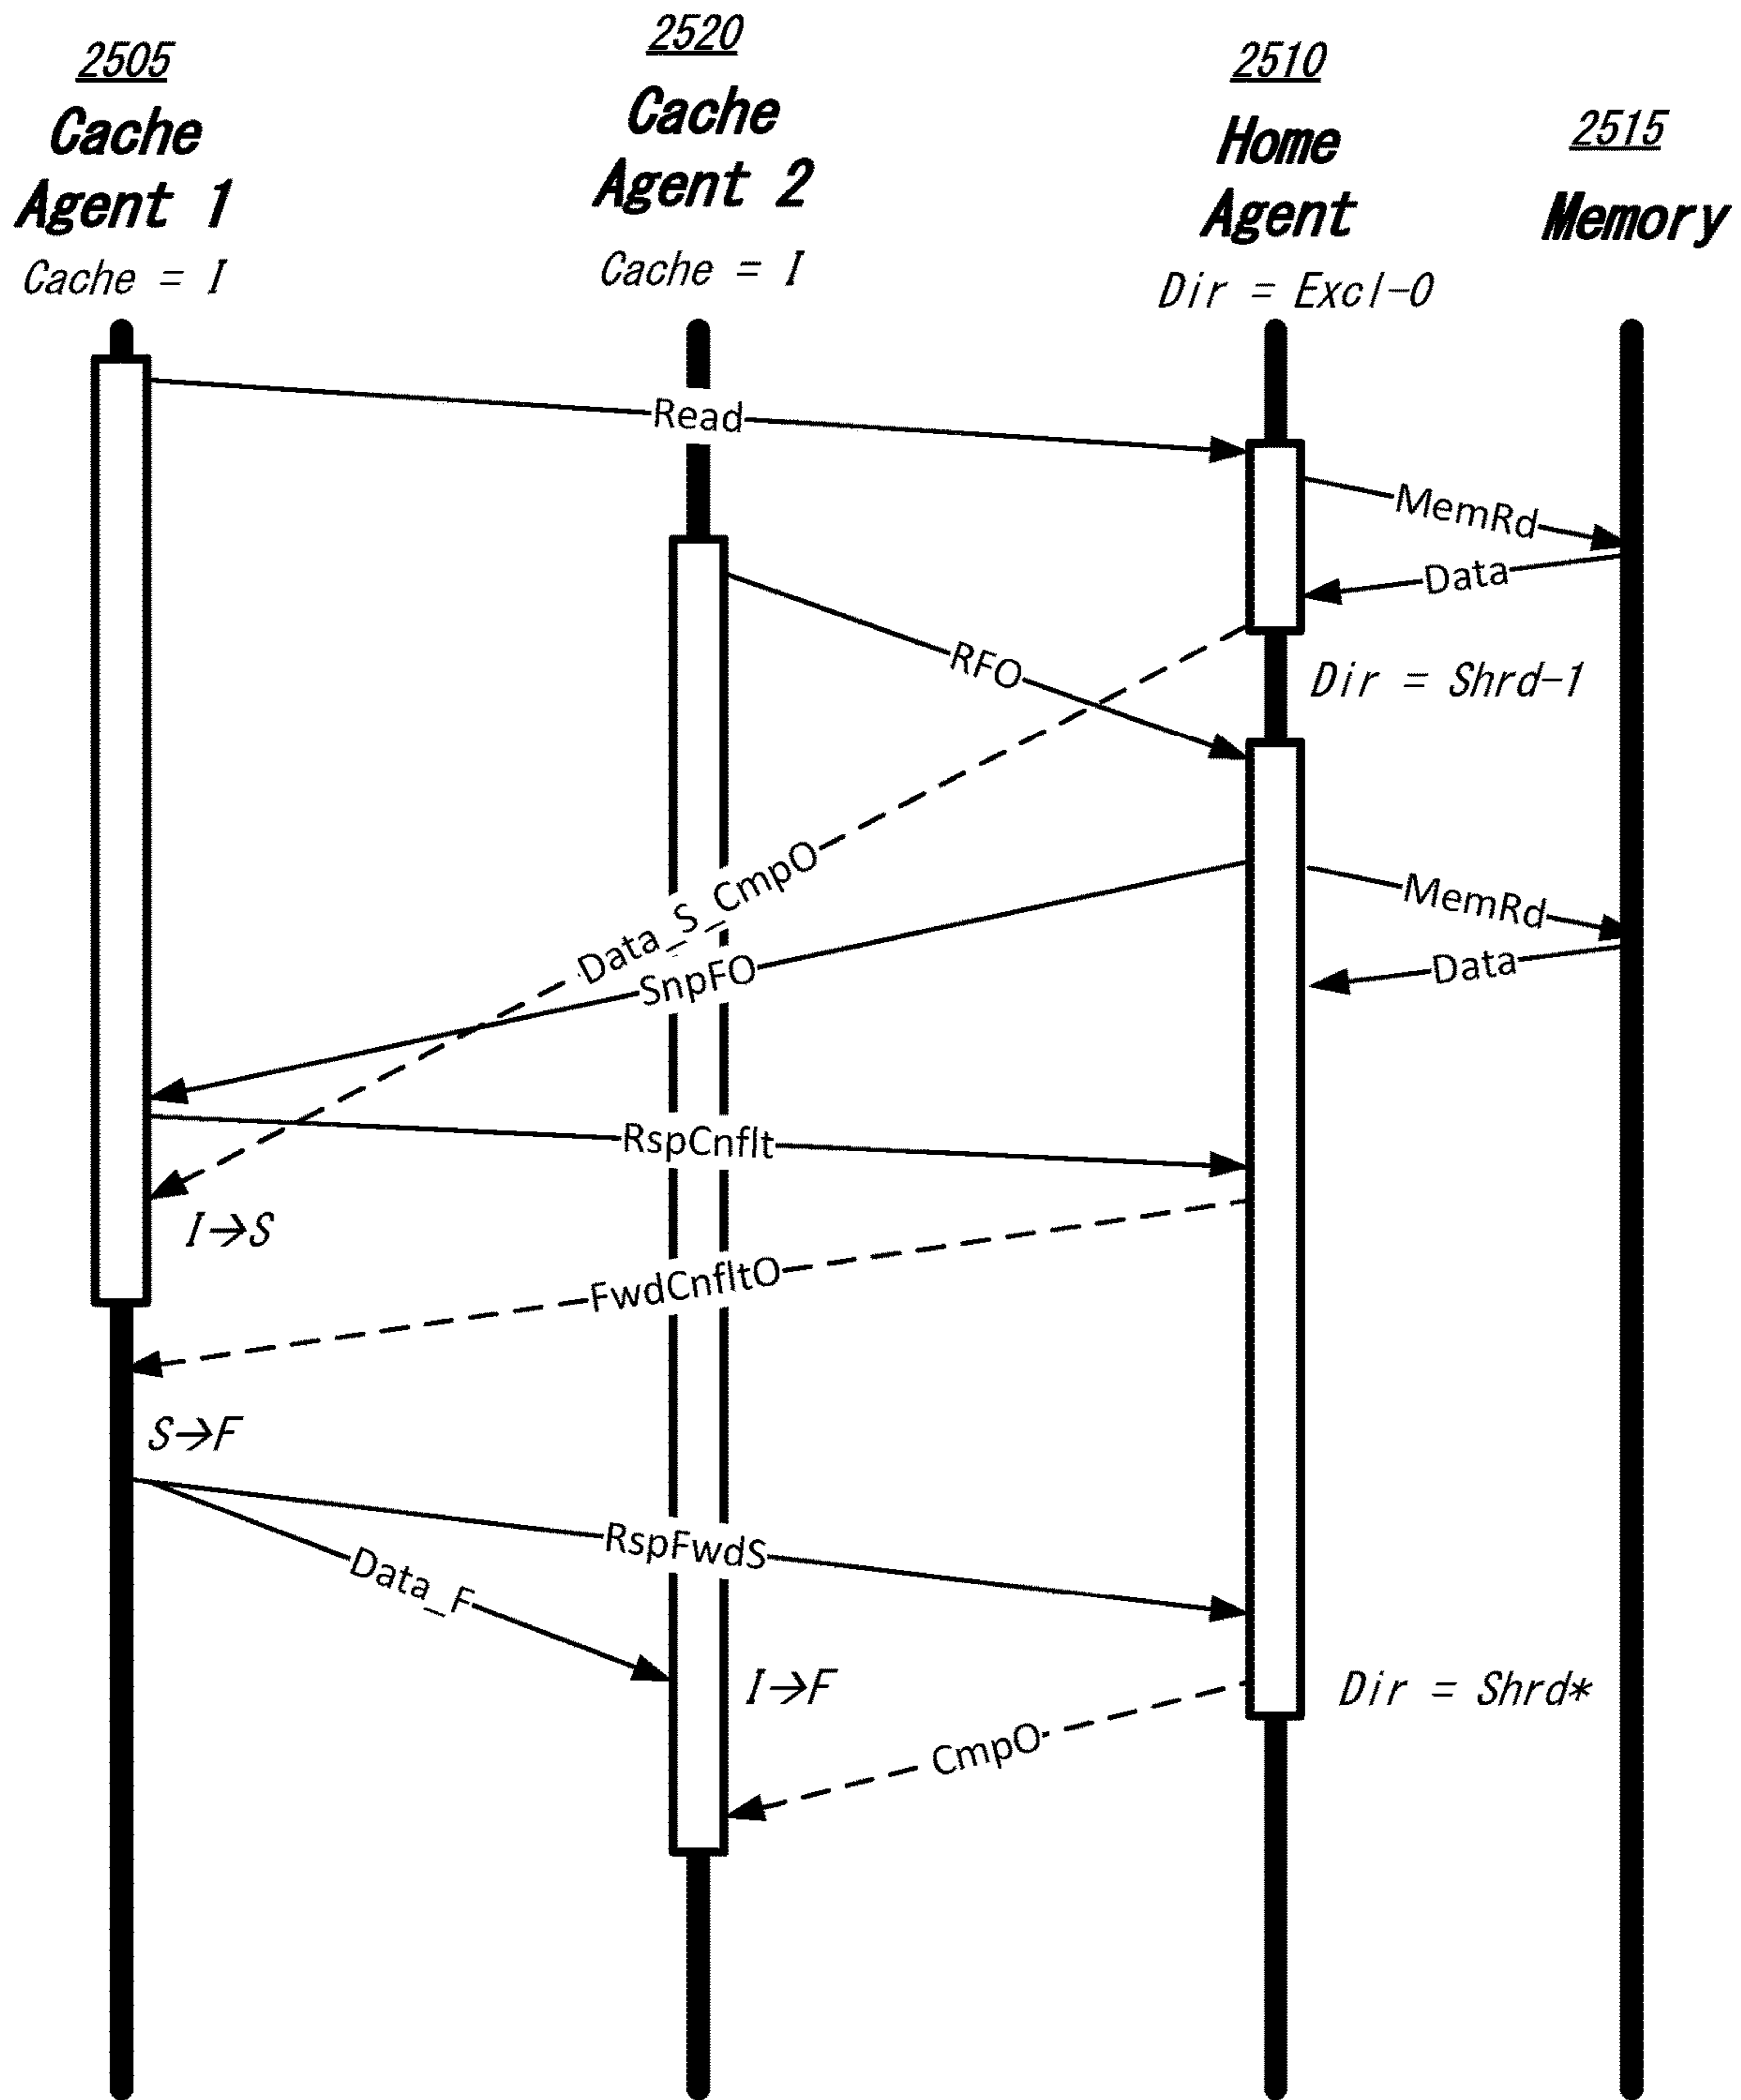 2505
Cache
Agent 1
Cache = I
2520
Cache
Agent 2
Cache = I
2510
Home
Agent
Dir = Excl-0
2515
Memory
Read
MemRd
Data
RFO
Dir = Shrd-1
Data_S_CmpO
SnpFO
MemRd
Data
RspCnflt
I→S
FwdCnfltO
S→F
RspFwdS
Data_F
I→F
Dir = Shrd*
CmpO